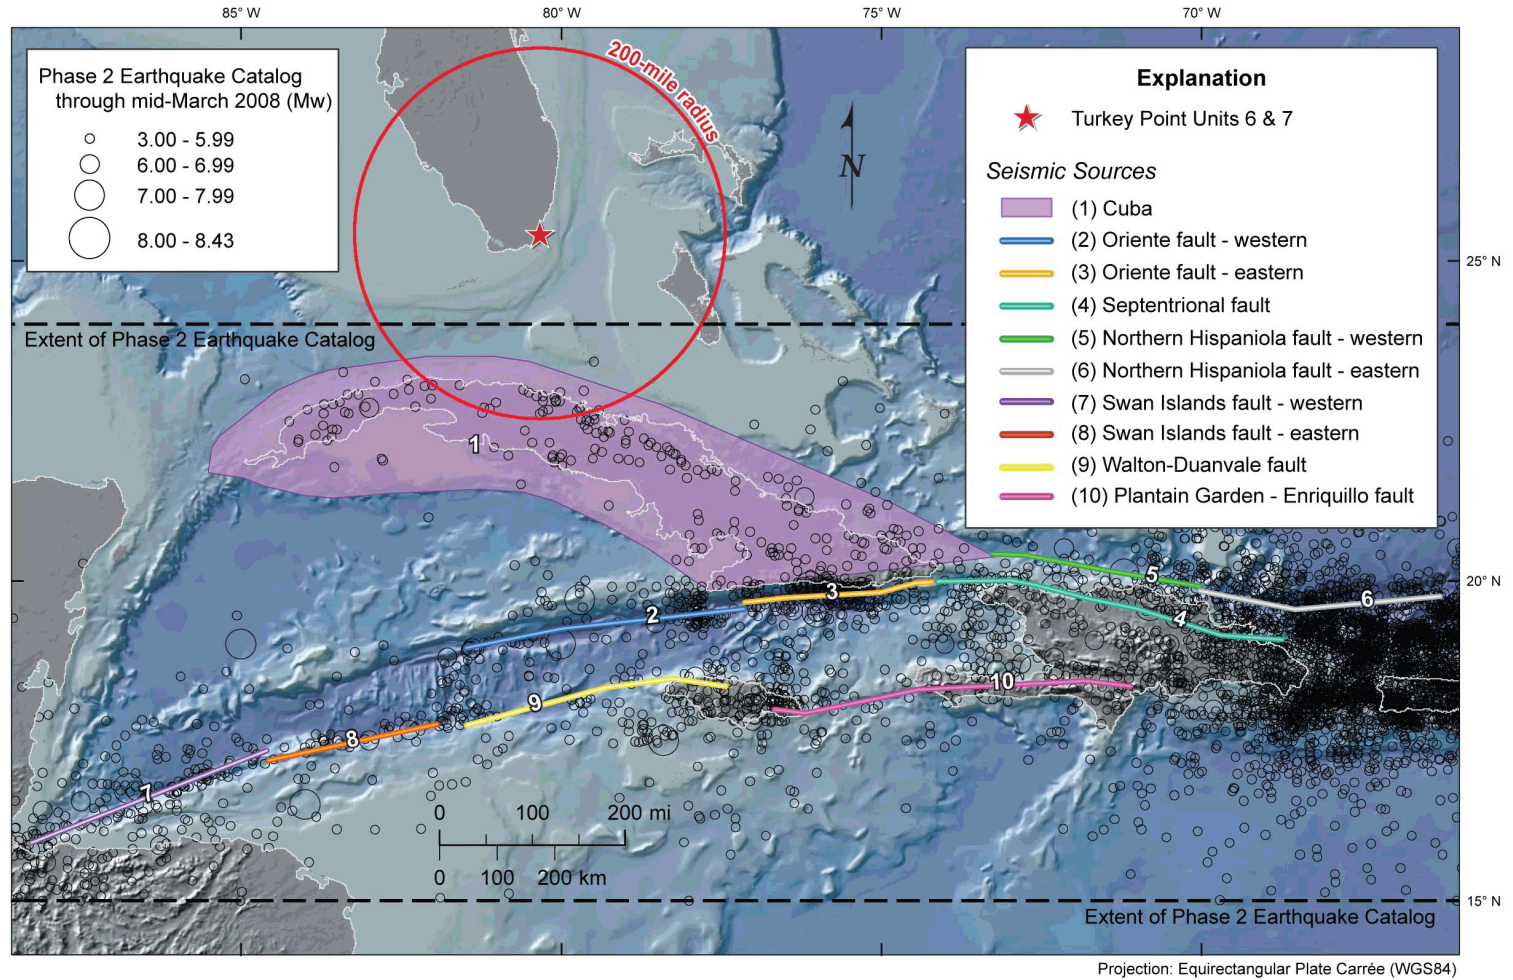 85° W 80° W 75° W 70° W
Phase 2 Earthquake Catalog
through mid-March 2008 (Mw)
3.00 - 5.99
6.00 - 6.99
7.00 - 7.99
8.00 - 8.43
200-mile radius
N
Explanation
Turkey Point Units 6 & 7
Seismic Sources
(1) Cuba
(2) Oriente fault - western
(3) Oriente fault - eastern
(4) Septentrional fault
(5) Northern Hispaniola fault - western
(6) Northern Hispaniola fault - eastern
(7) Swan Islands fault - western
(8) Swan Islands fault - eastern
(9) Walton-Duanvale fault
(10) Plantain Garden - Enriquillo fault
25° N
Extent of Phase 2 Earthquake Catalog
1
20° N
5
3
6
2
4
10
9
8
7
0 100 200 mi
0 100 200 km
15° N
Extent of Phase 2 Earthquake Catalog
Projection: Equirectangular Plate Carrée (WGS84)